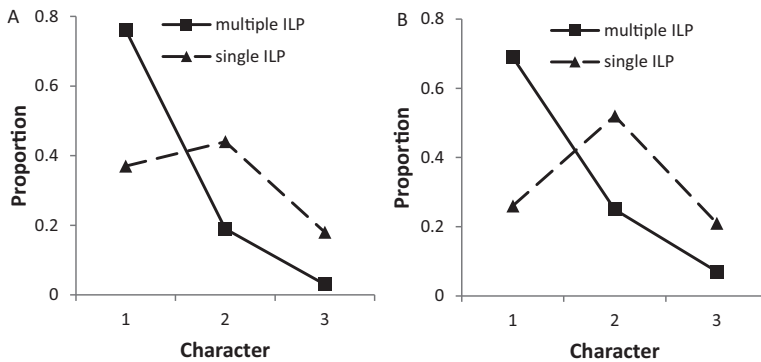 A
multiple ILP
single ILP
0.8
0.6
0.4
0.2
0
Proportion
1 2 3
Character
B
multiple ILP
single ILP
0.8
0.6
0.4
0.2
0
Proportion
1 2 3
Character